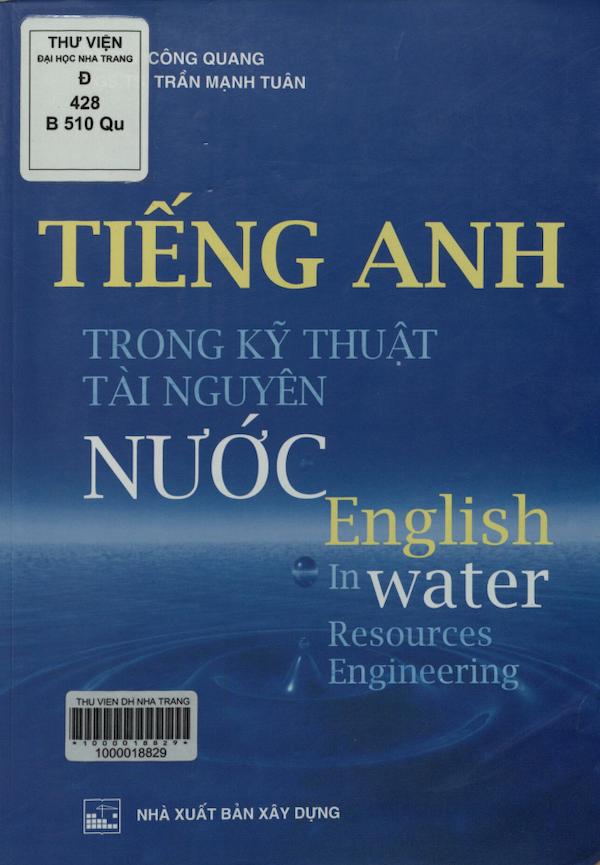 THƯ VIỆN
ĐẠI HỌC NHA TRANG
Đ
428
B 510 Qu
CÔNG QUANG
TRẦN MẠNH TUÂN
TIẾNG ANH
TRONG KỸ THUẬT
TÀI NGUYÊN
NƯỚC
English
In water
Resources
Engineering
THU VIEN DH NHA TRANG
*1000018829*
1000018829
NHÀ XUẤT BẢN XÂY DỰNG